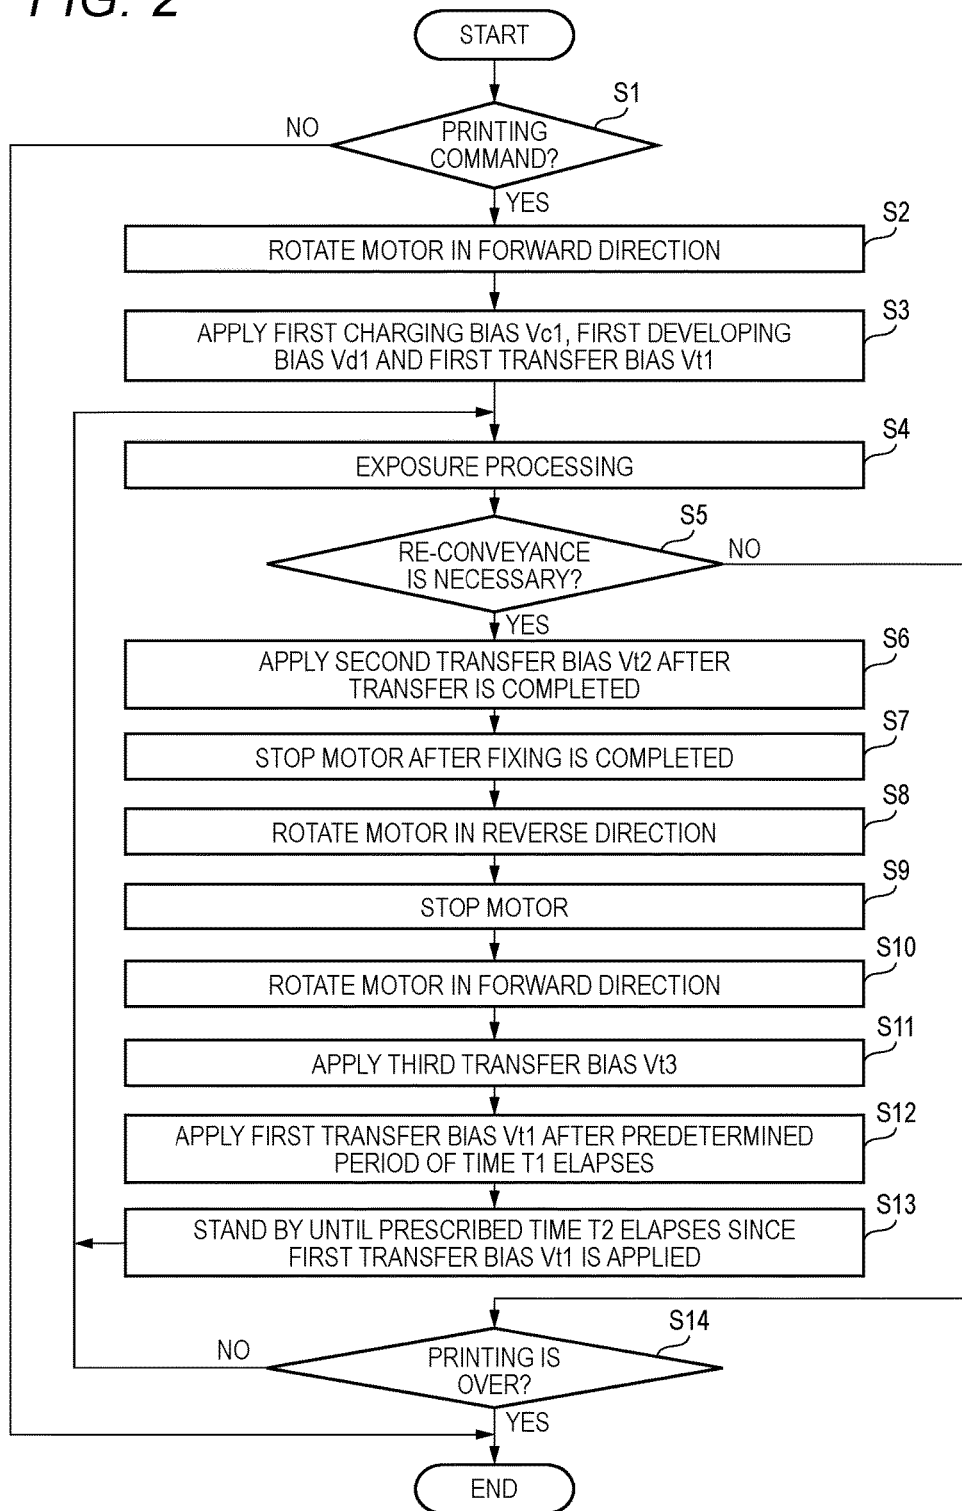 FIG. 2
START
S1
NO
PRINTING
COMMAND?
YES
S2
ROTATE MOTOR IN FORWARD DIRECTION
S3
APPLY FIRST CHARGING BIAS Vc1, FIRST DEVELOPING
BIAS Vd1 AND FIRST TRANSFER BIAS Vt1
S4
EXPOSURE PROCESSING
S5
RE-CONVEYANCE
IS NECESSARY?
NO
YES
S6
APPLY SECOND TRANSFER BIAS Vt2 AFTER
TRANSFER IS COMPLETED
S7
STOP MOTOR AFTER FIXING IS COMPLETED
S8
ROTATE MOTOR IN REVERSE DIRECTION
S9
STOP MOTOR
S10
ROTATE MOTOR IN FORWARD DIRECTION
S11
APPLY THIRD TRANSFER BIAS Vt3
S12
APPLY FIRST TRANSFER BIAS Vt1 AFTER PREDETERMINED
PERIOD OF TIME T1 ELAPSES
S13
STAND BY UNTIL PRESCRIBED TIME T2 ELAPSES SINCE
FIRST TRANSFER BIAS Vt1 IS APPLIED
S14
NO
PRINTING IS
OVER?
YES
END